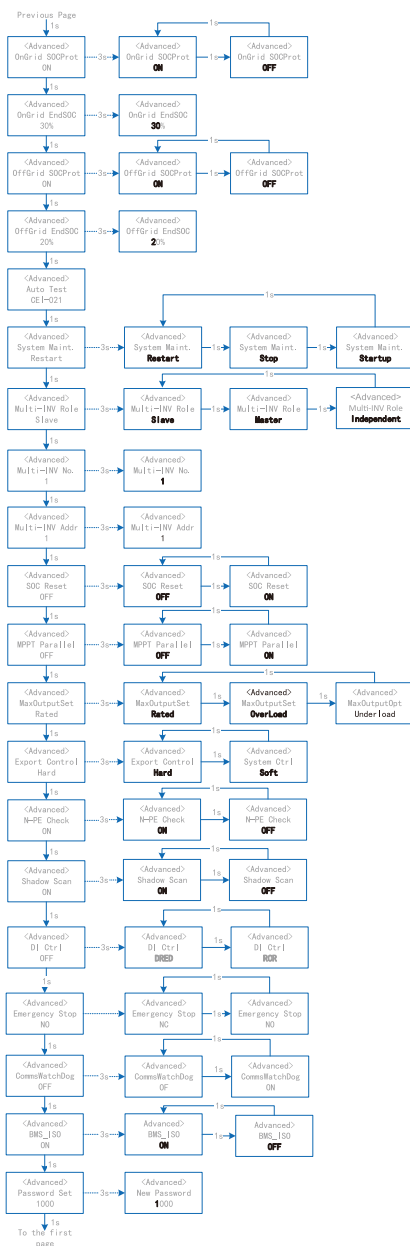 Previous Page
1s
<Advanced>
OnGrid SOCProt
ON
3s
<Advanced>
OnGrid SOCProt
ON
1s
<Advanced>
OnGrid SOCProt
OFF
1s
1s
<Advanced>
OnGrid EndSOC
30%
3s
<Advanced>
OnGrid EndSOC
30%
1s
<Advanced>
OffGrid SOCProt
ON
3s
<Advanced>
OffGrid SOCProt
ON
1s
<Advanced>
OffGrid SOCProt
OFF
1s
1s
<Advanced>
OffGrid EndSOC
20%
3s
<Advanced>
OffGrid EndSOC
20%
1s
<Advanced>
Auto Test
CEI-021
1s
<Advanced>
System Maint.
Restart
3s
<Advanced>
System Maint.
Restart
1s
<Advanced>
System Maint.
Stop
1s
<Advanced>
System Maint.
Startup
1s
1s
<Advanced>
Multi-INV Role
Slave
3s
<Advanced>
Multi-INV Role
Slave
1s
<Advanced>
Multi-INV Role
Master
1s
<Advanced>
Multi-INV Role
Independent
1s
1s
<Advanced>
Multi-INV No.
1
3s
<Advanced>
Multi-INV No.
1
1s
<Advanced>
Multi-INV Addr
1
3s
<Advanced>
Multi-INV Addr
1
1s
<Advanced>
SOC Reset
OFF
3s
<Advanced>
SOC Reset
OFF
1s
<Advanced>
SOC Reset
ON
1s
1s
<Advanced>
MPPT Parallel
OFF
3s
<Advanced>
MPPT Parallel
OFF
1s
<Advanced>
MPPT Parallel
ON
1s
1s
<Advanced>
MaxOutputSet
Rated
3s
<Advanced>
MaxOutputSet
Rated
1s
<Advanced>
MaxOutputSet
OverLoad
1s
<Advanced>
MaxOutputOpt
Underload
1s
1s
<Advanced>
Export Control
Hard
3s
<Advanced>
Export Control
Hard
1s
<Advanced>
System Ctrl
Soft
1s
1s
<Advanced>
N-PE Check
ON
3s
<Advanced>
N-PE Check
ON
1s
<Advanced>
N-PE Check
OFF
1s
1s
<Advanced>
Shadow Scan
ON
3s
<Advanced>
Shadow Scan
ON
1s
<Advanced>
Shadow Scan
OFF
1s
1s
<Advanced>
DI Ctrl
OFF
3s
<Advanced>
DI Ctrl
DRED
1s
<Advanced>
DI Ctrl
RCR
1s
1s
<Advanced>
Emergency Stop
NO
<Advanced>
Emergency Stop
NC
1s
<Advanced>
Emergency Stop
NO
1s
1s
<Advanced>
CommsWatchDog
OFF
3s
<Advanced>
CommsWatchDog
OF
1s
<Advanced>
CommsWatchDog
ON
1s
1s
<Advanced>
BMS_ISO
ON
3s
Advanced>
BMS_ISO
ON
1s
Advanced>
BMS_ISO
OFF
1s
1s
<Advanced>
Password Set
1000
3s
<Advanced>
New Password
1000
1s
To the first
page